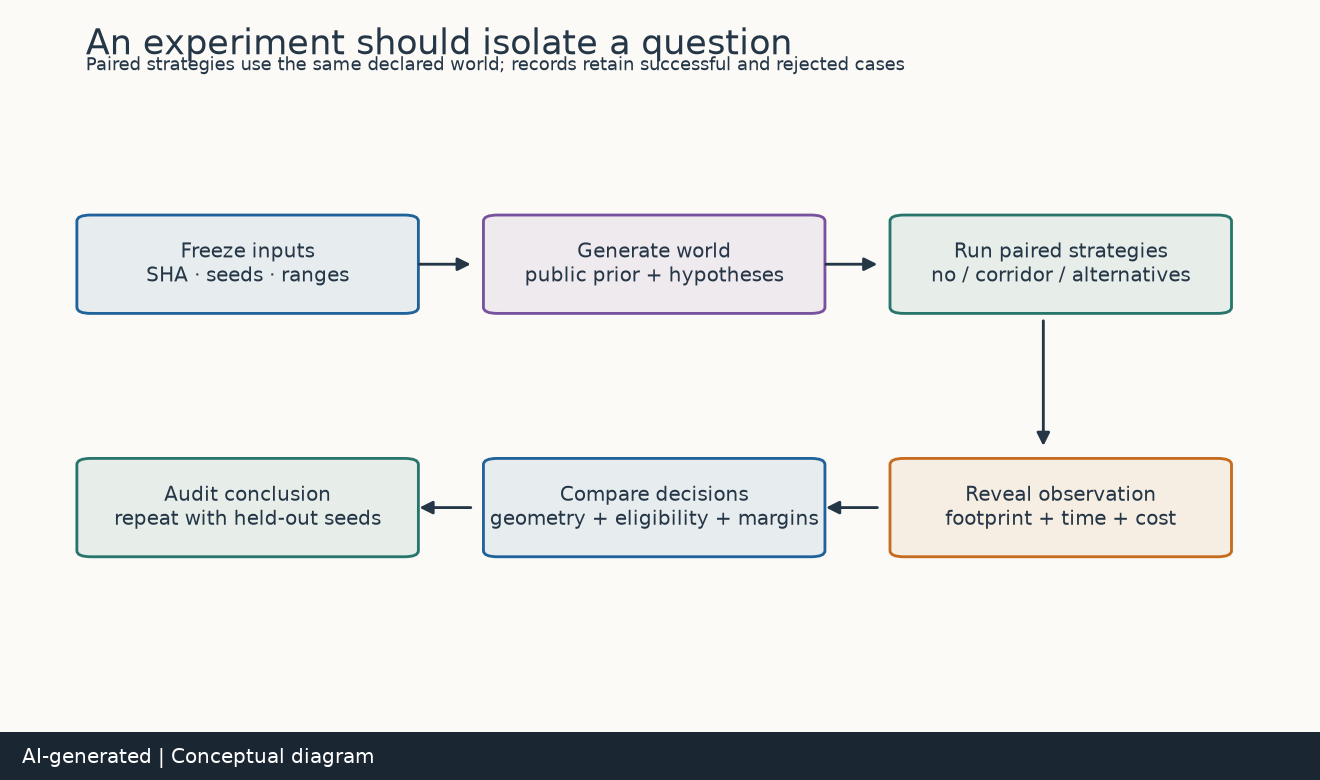 An experiment should isolate a question
Paired strategies use the same declared world; records retain successful and rejected cases
Freeze inputs
SHA · seeds · ranges
Generate world
public prior + hypotheses
Run paired strategies
no / corridor / alternatives
Audit conclusion
repeat with held-out seeds
Compare decisions
geometry + eligibility + margins
Reveal observation
footprint + time + cost
AI-generated | Conceptual diagram